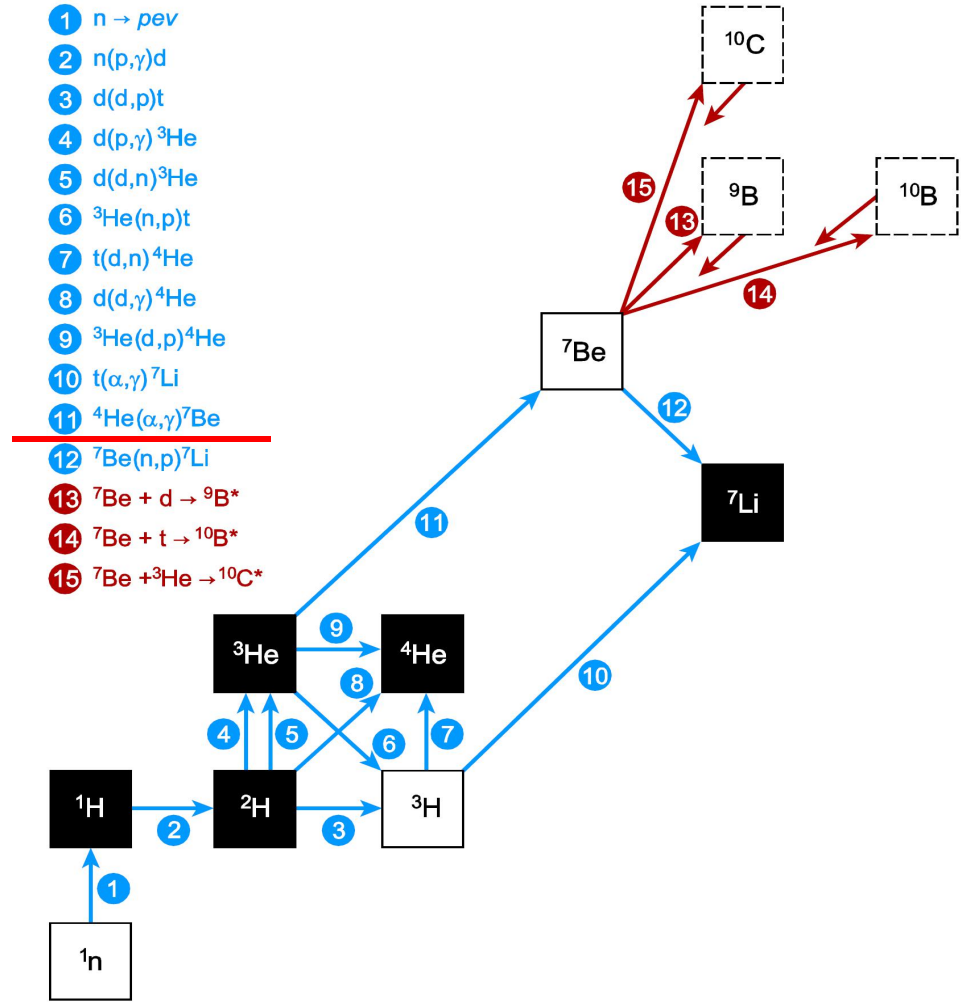 1 n → pev
2 n(p,γ)d
3 d(d,p)t
4 d(p,γ) ³He
5 d(d,n)³He
6 ³He(n,p)t
7 t(d,n)⁴He
8 d(d,γ)⁴He
9 ³He(d,p)⁴He
10 t(α,γ)⁷Li
11 ⁴He(α,γ)⁷Be
12 ⁷Be(n,p)⁷Li
13 ⁷Be + d → ⁹B*
14 ⁷Be + t → ¹⁰B*
15 ⁷Be +³He → ¹⁰C*
¹⁰C
15
13
⁹B
¹⁰B
14
⁷Be
12
⁷Li
11
³He
9
⁴He
8
10
4
5
6
7
¹H
2
²H
3
³H
1
¹n